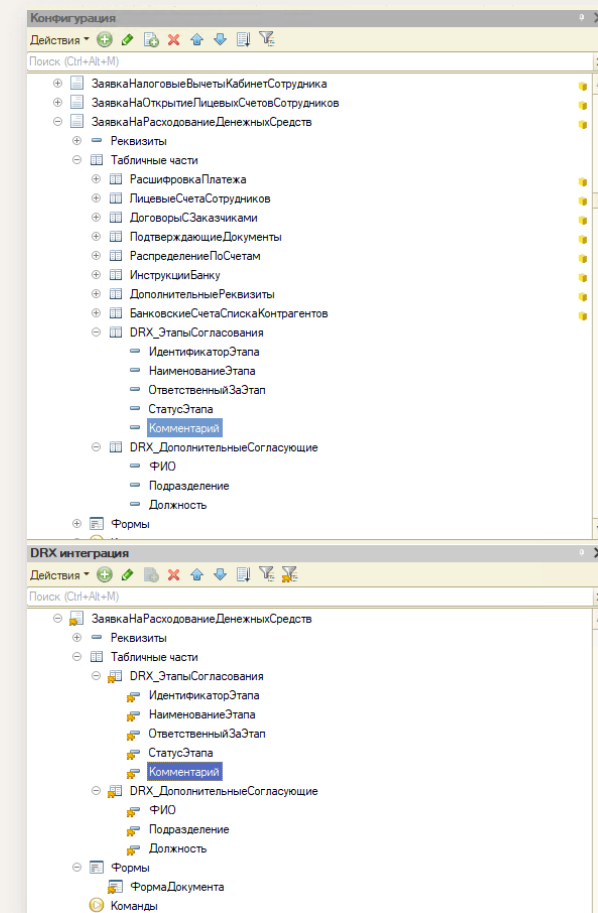 Конфигурация
Действия
Поиск (Ctrl+Alt+M)
ЗаявкаНалоговыеВычетыКабинетСотрудника
ЗаявкаНаОткрытиеЛицевыхСчетовСотрудников
ЗаявкаНаРасходованиеДенежныхСредств
Реквизиты
Табличные части
РасшифровкаПлатежа
ЛицевыеСчетаСотрудников
ДоговорыСЗаказчиками
ПодтверждающиеДокументы
РаспределениеПоСчетам
ИнструкцииБанку
ДополнительныеРеквизиты
БанковскиеСчетаСпискаКонтрагентов
DRX_ЭтапыСогласования
ИдентификаторЭтапа
НаименованиеЭтапа
ОтветственныйЗаЭтап
СтатусЭтапа
Комментарий
DRX_ДополнительныеСогласующие
ФИО
Подразделение
Должность
Формы
DRX интеграция
Действия
Поиск (Ctrl+Alt+M)
ЗаявкаНаРасходованиеДенежныхСредств
Реквизиты
Табличные части
DRX_ЭтапыСогласования
ИдентификаторЭтапа
НаименованиеЭтапа
ОтветственныйЗаЭтап
СтатусЭтапа
Комментарий
DRX_ДополнительныеСогласующие
ФИО
Подразделение
Должность
Формы
ФормаДокумента
Команды